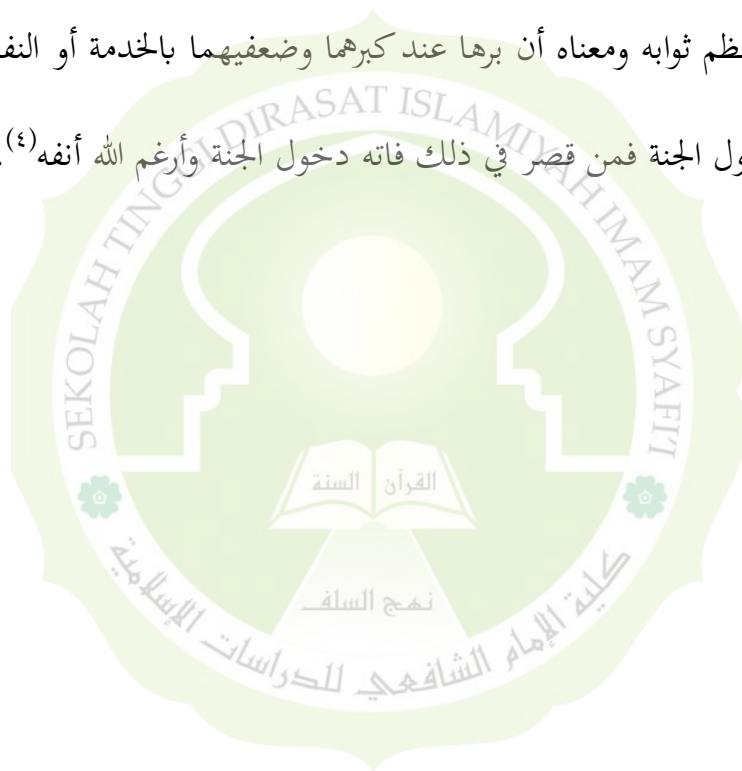 ظم ثوابه ومعناه أن برها عند كبرهما وضعفيهما بالخدمة أو النف
ول الجنة فمن قصر في ذلك فاته دخول الجنة وأرغم الله أنفه(٤).
SEKOLAH TINGGI DIRASAT ISLAMIYAH IMAM SYAFI'I
القرآن السنة
نهج السلف
كلية الإمام الشافعي للدراسات الإسلامية